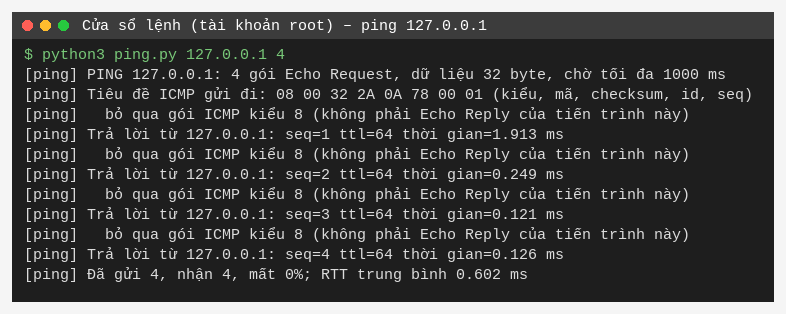 Cửa sổ lệnh (tài khoản root) – ping 127.0.0.1
$ python3 ping.py 127.0.0.1 4
[ping] PING 127.0.0.1: 4 gói Echo Request, dữ liệu 32 byte, chờ tối đa 1000 ms
[ping] Tiêu đề ICMP gửi đi: 08 00 32 2A 0A 78 00 01 (kiểu, mã, checksum, id, seq)
[ping]   bỏ qua gói ICMP kiểu 8 (không phải Echo Reply của tiến trình này)
[ping] Trả lời từ 127.0.0.1: seq=1 ttl=64 thời gian=1.913 ms
[ping]   bỏ qua gói ICMP kiểu 8 (không phải Echo Reply của tiến trình này)
[ping] Trả lời từ 127.0.0.1: seq=2 ttl=64 thời gian=0.249 ms
[ping]   bỏ qua gói ICMP kiểu 8 (không phải Echo Reply của tiến trình này)
[ping] Trả lời từ 127.0.0.1: seq=3 ttl=64 thời gian=0.121 ms
[ping]   bỏ qua gói ICMP kiểu 8 (không phải Echo Reply của tiến trình này)
[ping] Trả lời từ 127.0.0.1: seq=4 ttl=64 thời gian=0.126 ms
[ping] Đã gửi 4, nhận 4, mất 0%; RTT trung bình 0.602 ms